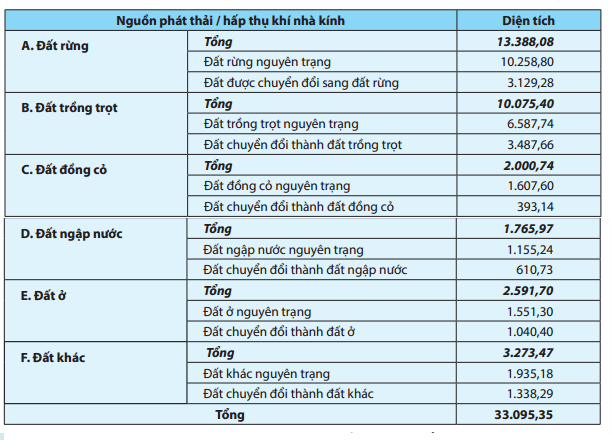 Nguồn phát thải / hấp thụ khí nhà kính Diện tích
A. Đất rừng Tổng 13.388,08
Đất rừng nguyên trạng 10.258,80
Đất được chuyển đổi sang đất rừng 3.129,28
B. Đất trồng trọt Tổng 10.075,40
Đất trồng trọt nguyên trạng 6.587,74
Đất chuyển đổi thành đất trồng trọt 3.487,66
C. Đất đồng cỏ Tổng 2.000,74
Đất đồng cỏ nguyên trạng 1.607,60
Đất chuyển đổi thành đất đồng cỏ 393,14
D. Đất ngập nước Tổng 1.765,97
Đất ngập nước nguyên trạng 1.155,24
Đất chuyển đổi thành đất ngập nước 610,73
E. Đất ở Tổng 2.591,70
Đất ở nguyên trạng 1.551,30
Đất chuyển đổi thành đất ở 1.040,40
F. Đất khác Tổng 3.273,47
Đất khác nguyên trạng 1.935,18
Đất chuyển đổi thành đất khác 1.338,29
Tổng 33.095,35